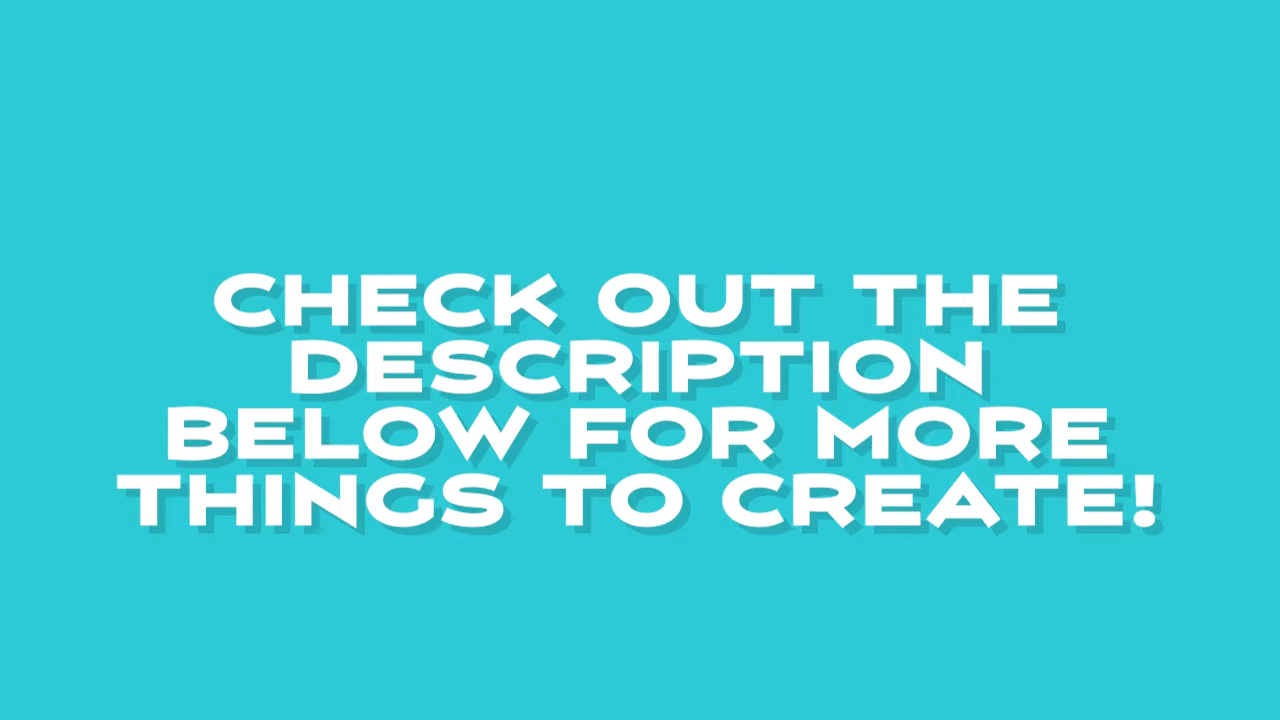 CHECK OUT THE
DESCRIPTION
BELOW FOR MORE
THINGS TO CREATE!